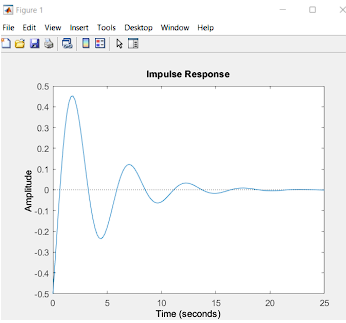 Figure 1
File Edit View Insert Tools Desktop Window Help
Impulse Response
0.5
0.4
0.3
0.2
0.1
0
-0.1
-0.2
-0.3
-0.4
-0.5
Amplitude
0 5 10 15 20 25
Time (seconds)